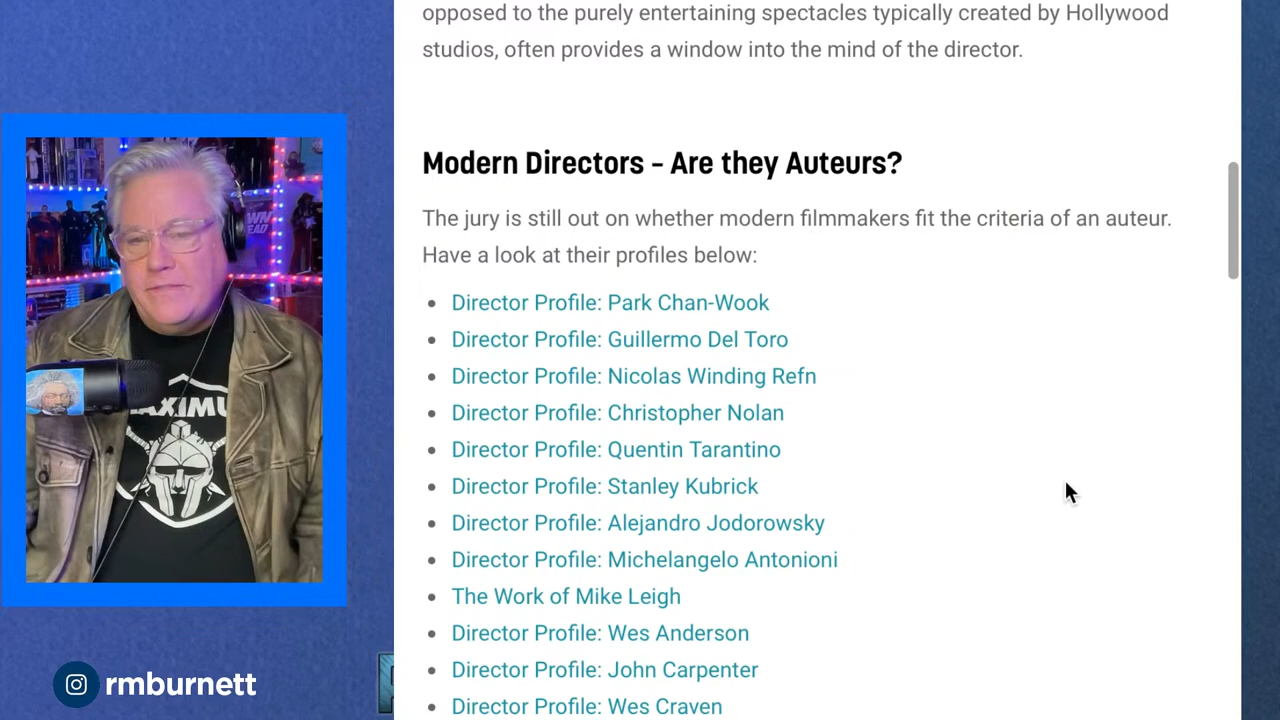 opposed to the purely entertaining spectacles typically created by Hollywood
studios, often provides a window into the mind of the director.
Modern Directors – Are they Auteurs?
The jury is still out on whether modern filmmakers fit the criteria of an auteur.
Have a look at their profiles below:
Director Profile: Park Chan-Wook
Director Profile: Guillermo Del Toro
Director Profile: Nicolas Winding Refn
Director Profile: Christopher Nolan
Director Profile: Quentin Tarantino
Director Profile: Stanley Kubrick
Director Profile: Alejandro Jodorowsky
Director Profile: Michelangelo Antonioni
The Work of Mike Leigh
Director Profile: Wes Anderson
Director Profile: John Carpenter
Director Profile: Wes Craven
rmburnett